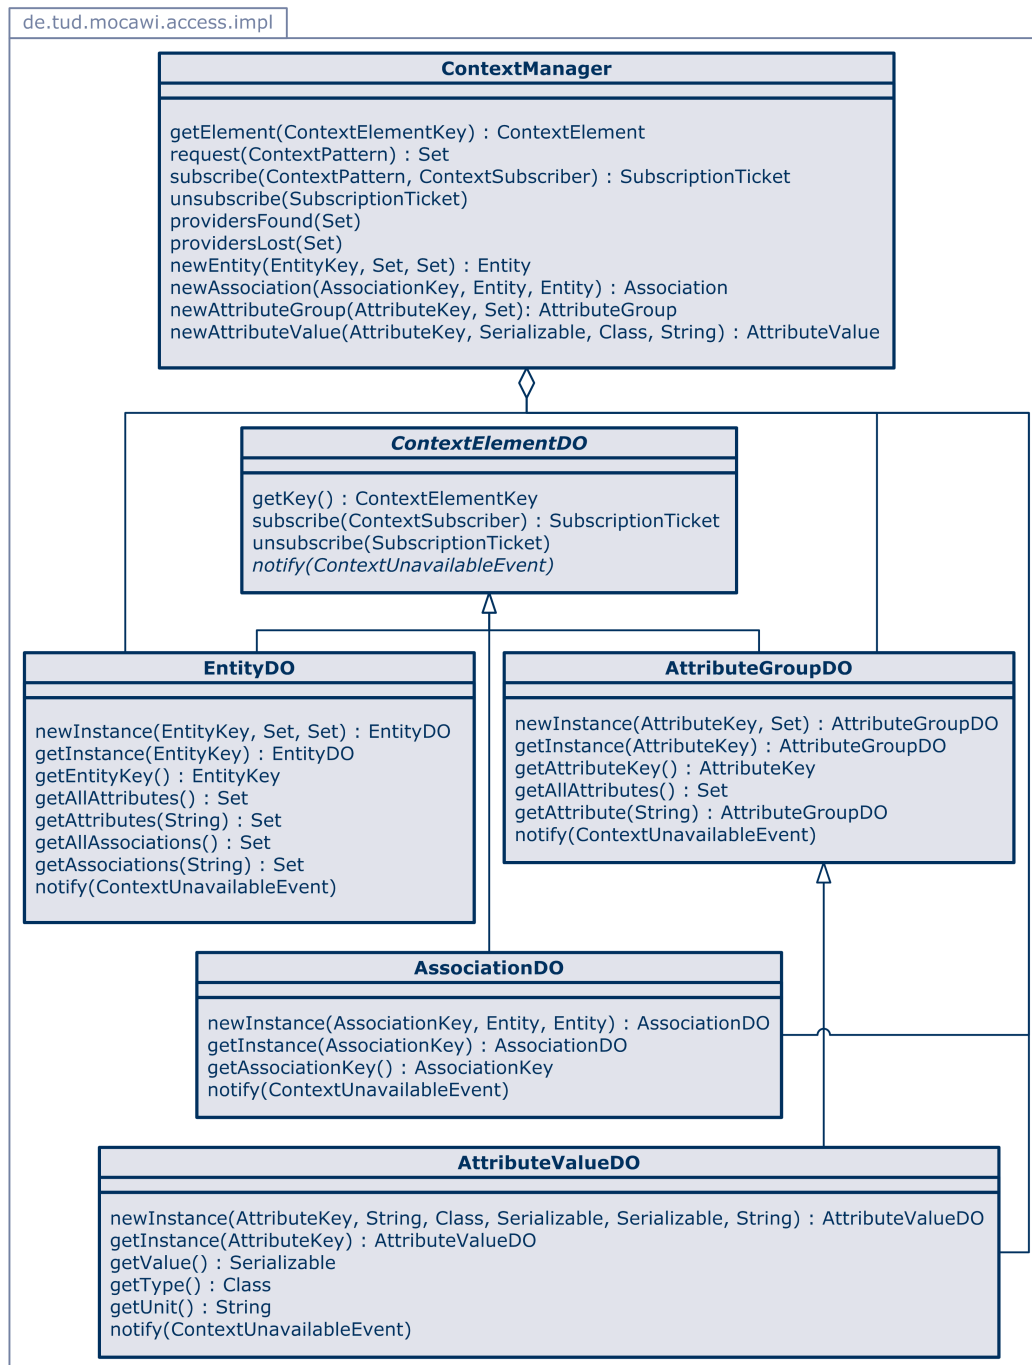 de.tud.mocawi.access.impl
ContextManager
getElement(ContextElementKey) : ContextElement
request(ContextPattern) : Set
subscribe(ContextPattern, ContextSubscriber) : SubscriptionTicket
unsubscribe(SubscriptionTicket)
providersFound(Set)
providersLost(Set)
newEntity(EntityKey, Set, Set) : Entity
newAssociation(AssociationKey, Entity, Entity) : Association
newAttributeGroup(AttributeKey, Set): AttributeGroup
newAttributeValue(AttributeKey, Serializable, Class, String) : AttributeValue
ContextElementDO
getKey() : ContextElementKey
subscribe(ContextSubscriber) : SubscriptionTicket
unsubscribe(SubscriptionTicket)
notify(ContextUnavailableEvent)
EntityDO
newInstance(EntityKey, Set, Set) : EntityDO
getInstance(EntityKey) : EntityDO
getEntityKey() : EntityKey
getAllAttributes() : Set
getAttributes(String) : Set
getAllAssociations() : Set
getAssociations(String) : Set
notify(ContextUnavailableEvent)
AttributeGroupDO
newInstance(AttributeKey, Set) : AttributeGroupDO
getInstance(AttributeKey) : AttributeGroupDO
getAttributeKey() : AttributeKey
getAllAttributes() : Set
getAttribute(String) : AttributeGroupDO
notify(ContextUnavailableEvent)
AssociationDO
newInstance(AssociationKey, Entity, Entity) : AssociationDO
getInstance(AssociationKey) : AssociationDO
getAssociationKey() : AssociationKey
notify(ContextUnavailableEvent)
AttributeValueDO
newInstance(AttributeKey, String, Class, Serializable, Serializable, String) : AttributeValueDO
getInstance(AttributeKey) : AttributeValueDO
getValue() : Serializable
getType() : Class
getUnit() : String
notify(ContextUnavailableEvent)